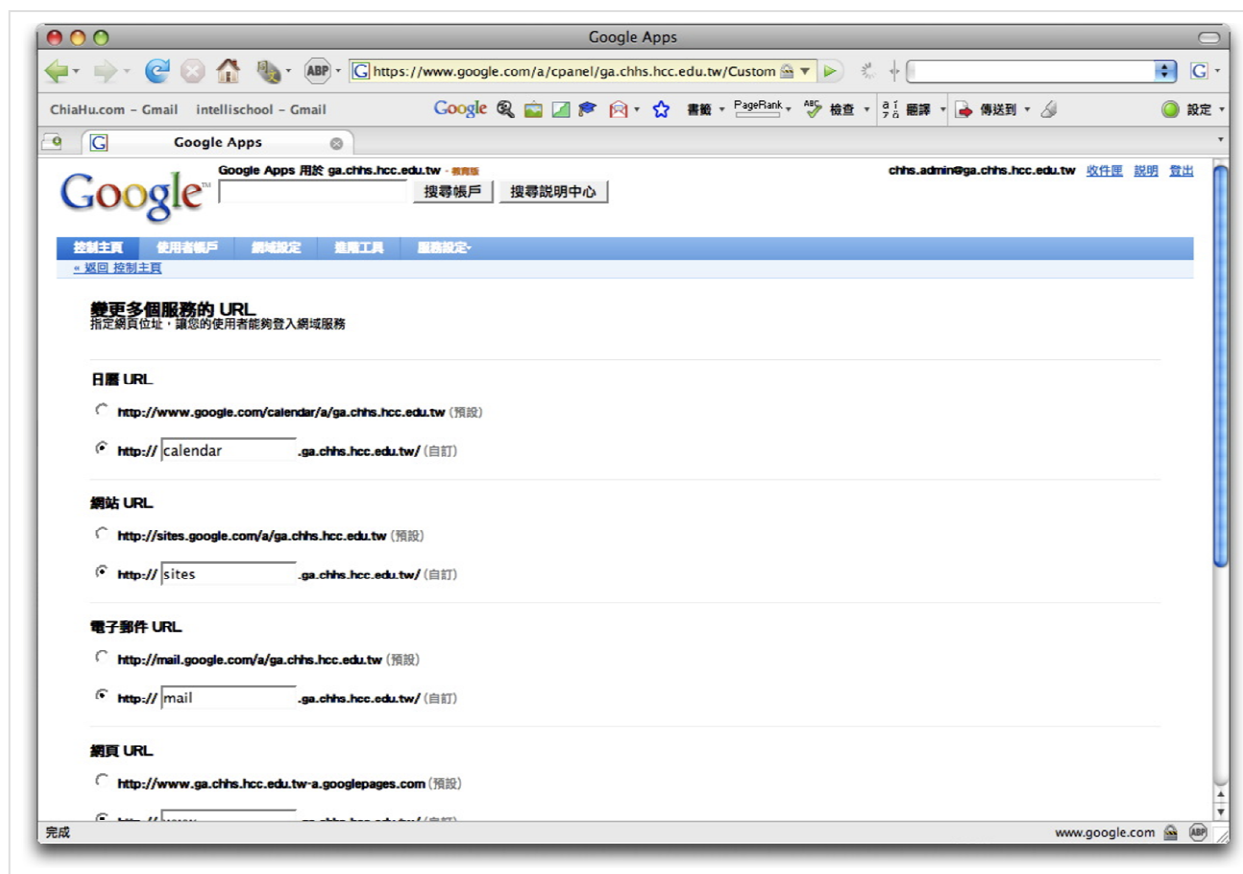 Google Apps
https://www.google.com/a/cpanel/ga.chhs.hcc.edu.tw/Custom
ABP
ChiaHu.com – Gmail intellischool – Gmail Google 書籤 PageRank 檢查 翻譯 傳送到 設定
Google Apps
Google Apps 用於 ga.chhs.hcc.edu.tw - 教育版 chhs.admin@ga.chhs.hcc.edu.tw 收件匣 說明 登出
Google™ 搜尋帳戶 搜尋說明中心
控制主頁 使用者帳戶 網域設定 進階工具 服務設定
« 返回 控制主頁
變更多個服務的 URL
指定網頁位址,讓您的使用者能夠登入網域服務
日曆 URL
http://www.google.com/calendar/a/ga.chhs.hcc.edu.tw (預設)
http:// calendar .ga.chhs.hcc.edu.tw/ (自訂)
網站 URL
http://sites.google.com/a/ga.chhs.hcc.edu.tw (預設)
http:// sites .ga.chhs.hcc.edu.tw/ (自訂)
電子郵件 URL
http://mail.google.com/a/ga.chhs.hcc.edu.tw (預設)
http:// mail .ga.chhs.hcc.edu.tw/ (自訂)
網頁 URL
http://www.ga.chhs.hcc.edu.tw-a.googlepages.com (預設)
完成 www.google.com ABP